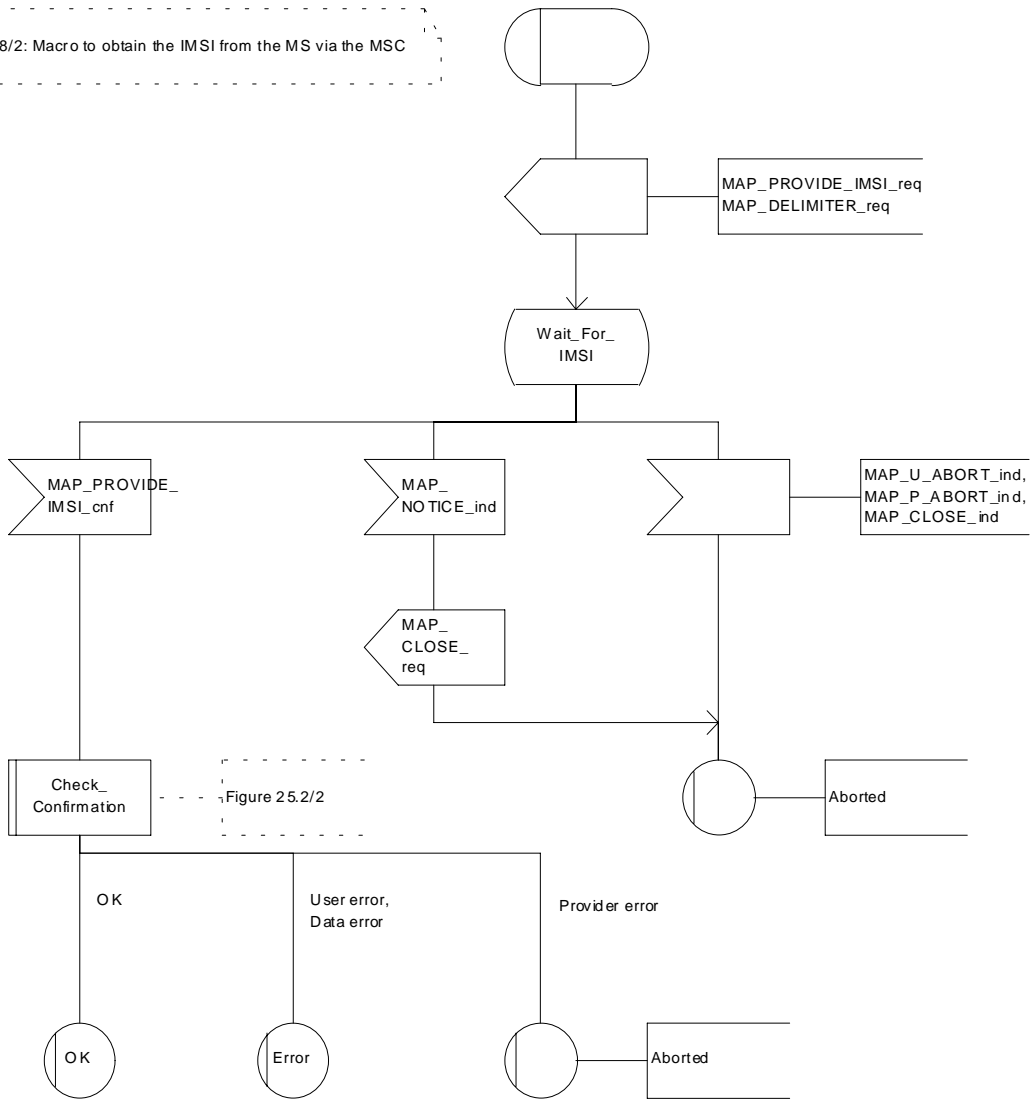 8/2: Macro to obtain the IMSI from the MS via the MSC
MAP_PROVIDE_IMSI_req
MAP_DELIMITER_req
Wait_For_
IMSI
MAP_PROVIDE_
IMSI_cnf
MAP_
NOTICE_ind
MAP_U_ABORT_ind,
MAP_P_ABORT_ind,
MAP_CLOSE_ind
MAP_
CLOSE_
req
Check_
Confirmation
Figure 25.2/2
Aborted
OK
User error,
Data error
Provider error
OK
Error
Aborted